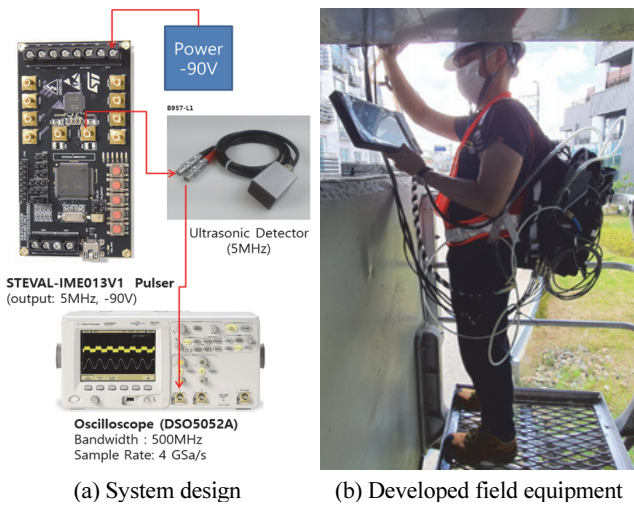 Power
-90V
B957-L1
Ultrasonic Detector
(5MHz)
STEVAL-IME013V1 Pulser
(output: 5MHz, -90V)
Oscilloscope (DSO5052A)
Bandwidth : 500MHz
Sample Rate: 4 GSa/s
(a) System design
(b) Developed field equipment